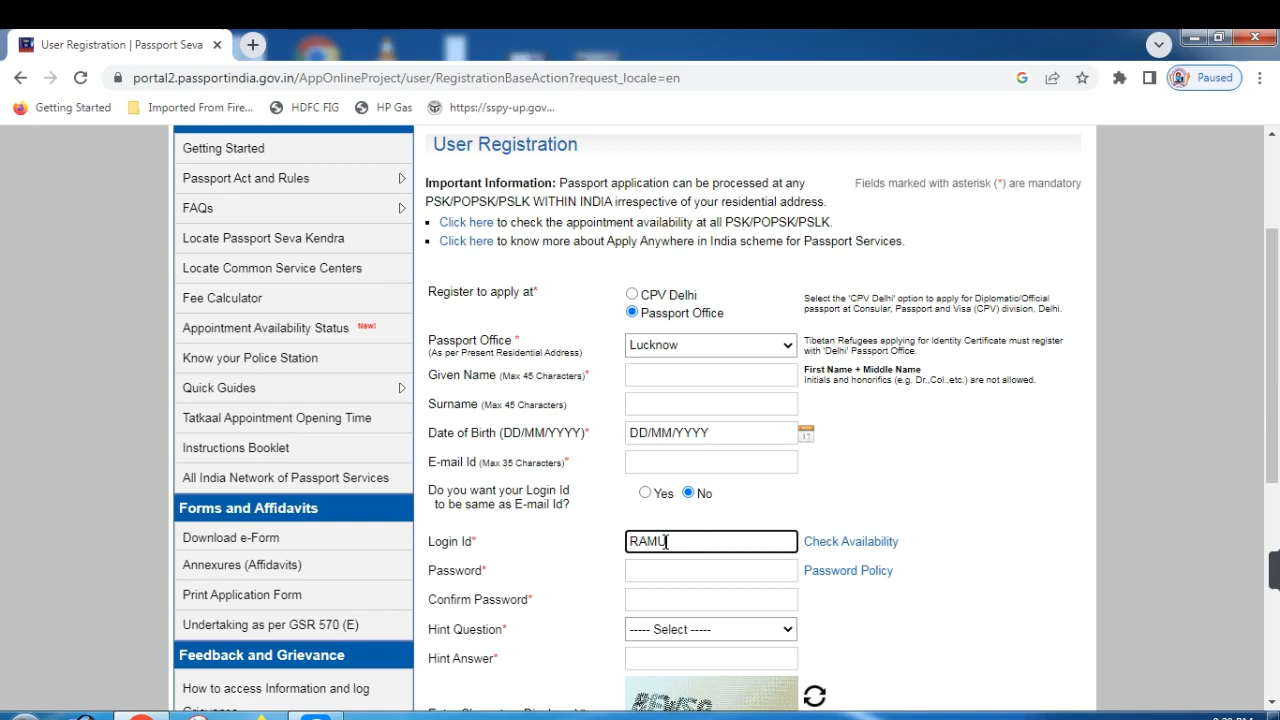 User Registration | Passport Seva
portal2.passportindia.gov.in/AppOnlineProject/user/RegistrationBaseAction?request_locale=en
Paused
Getting Started
Imported From Fire...
HDFC FIG
HP Gas
https://sspy-up.gov...
Getting Started
Passport Act and Rules
FAQs
Locate Passport Seva Kendra
Locate Common Service Centers
Fee Calculator
Appointment Availability Status New!
Know your Police Station
Quick Guides
Tatkaal Appointment Opening Time
Instructions Booklet
All India Network of Passport Services
Forms and Affidavits
Download e-Form
Annexures (Affidavits)
Print Application Form
Undertaking as per GSR 570 (E)
Feedback and Grievance
How to access Information and log
User Registration
Important Information: Passport application can be processed at any
PSK/POPSK/PSLK WITHIN INDIA irrespective of your residential address.
Fields marked with asterisk (*) are mandatory
Click here to check the appointment availability at all PSK/POPSK/PSLK.
Click here to know more about Apply Anywhere in India scheme for Passport Services.
Register to apply at*
CPV Delhi
Passport Office
Select the 'CPV Delhi' option to apply for Diplomatic/Official
passport at Consular, Passport and Visa (CPV) division, Delhi.
Passport Office *
(As per Present Residential Address)
Lucknow
Tibetan Refugees applying for Identity Certificate must register
with 'Delhi' Passport Office.
Given Name (Max 45 Characters)*
First Name + Middle Name
Initials and honorifics (e.g. Dr.,Col.,etc.) are not allowed.
Surname (Max 45 Characters)
Date of Birth (DD/MM/YYYY)*
DD/MM/YYYY
17
E-mail Id (Max 35 Characters)*
Do you want your Login Id
to be same as E-mail Id?
Yes
No
Login Id*
RAMU
Check Availability
Password*
Password Policy
Confirm Password*
Hint Question*
----- Select -----
Hint Answer*